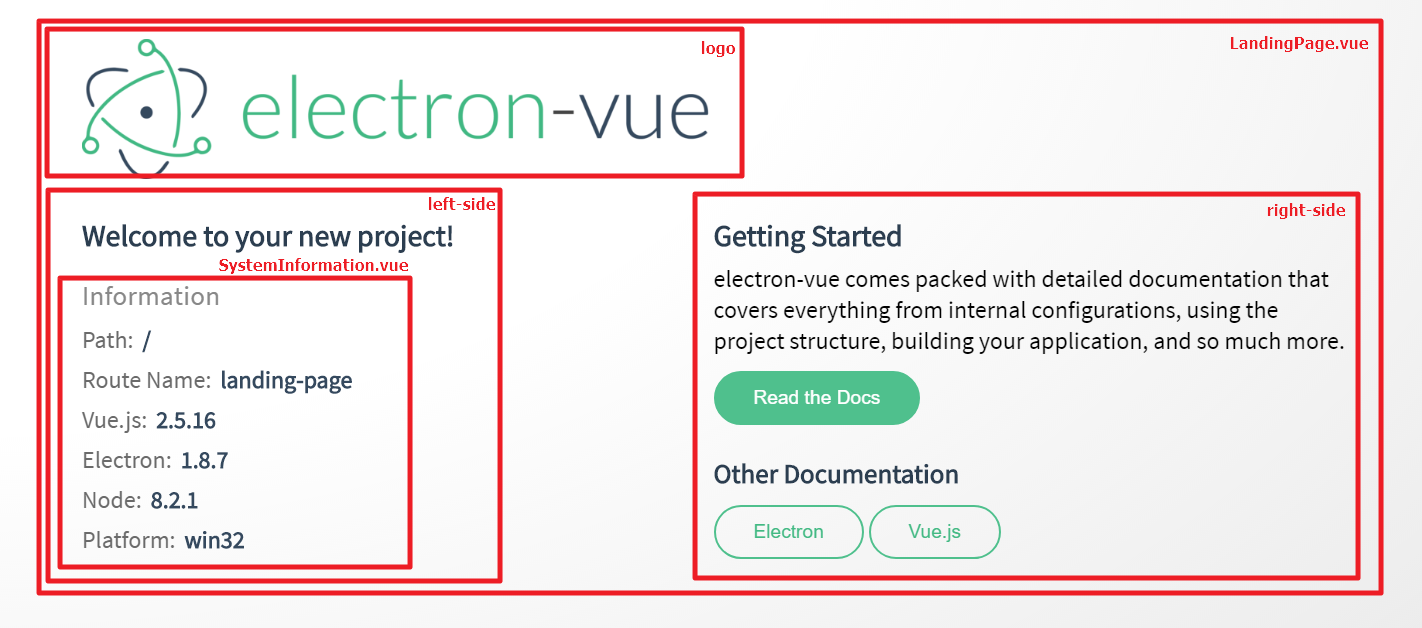 logo
LandingPage.vue
electron-vue
left-side
Welcome to your new project!
SystemInformation.vue
Information
Path: /
Route Name: landing-page
Vue.js: 2.5.16
Electron: 1.8.7
Node: 8.2.1
Platform: win32
right-side
Getting Started
electron-vue comes packed with detailed documentation that
covers everything from internal configurations, using the
project structure, building your application, and so much more.
Read the Docs
Other Documentation
Electron
Vue.js